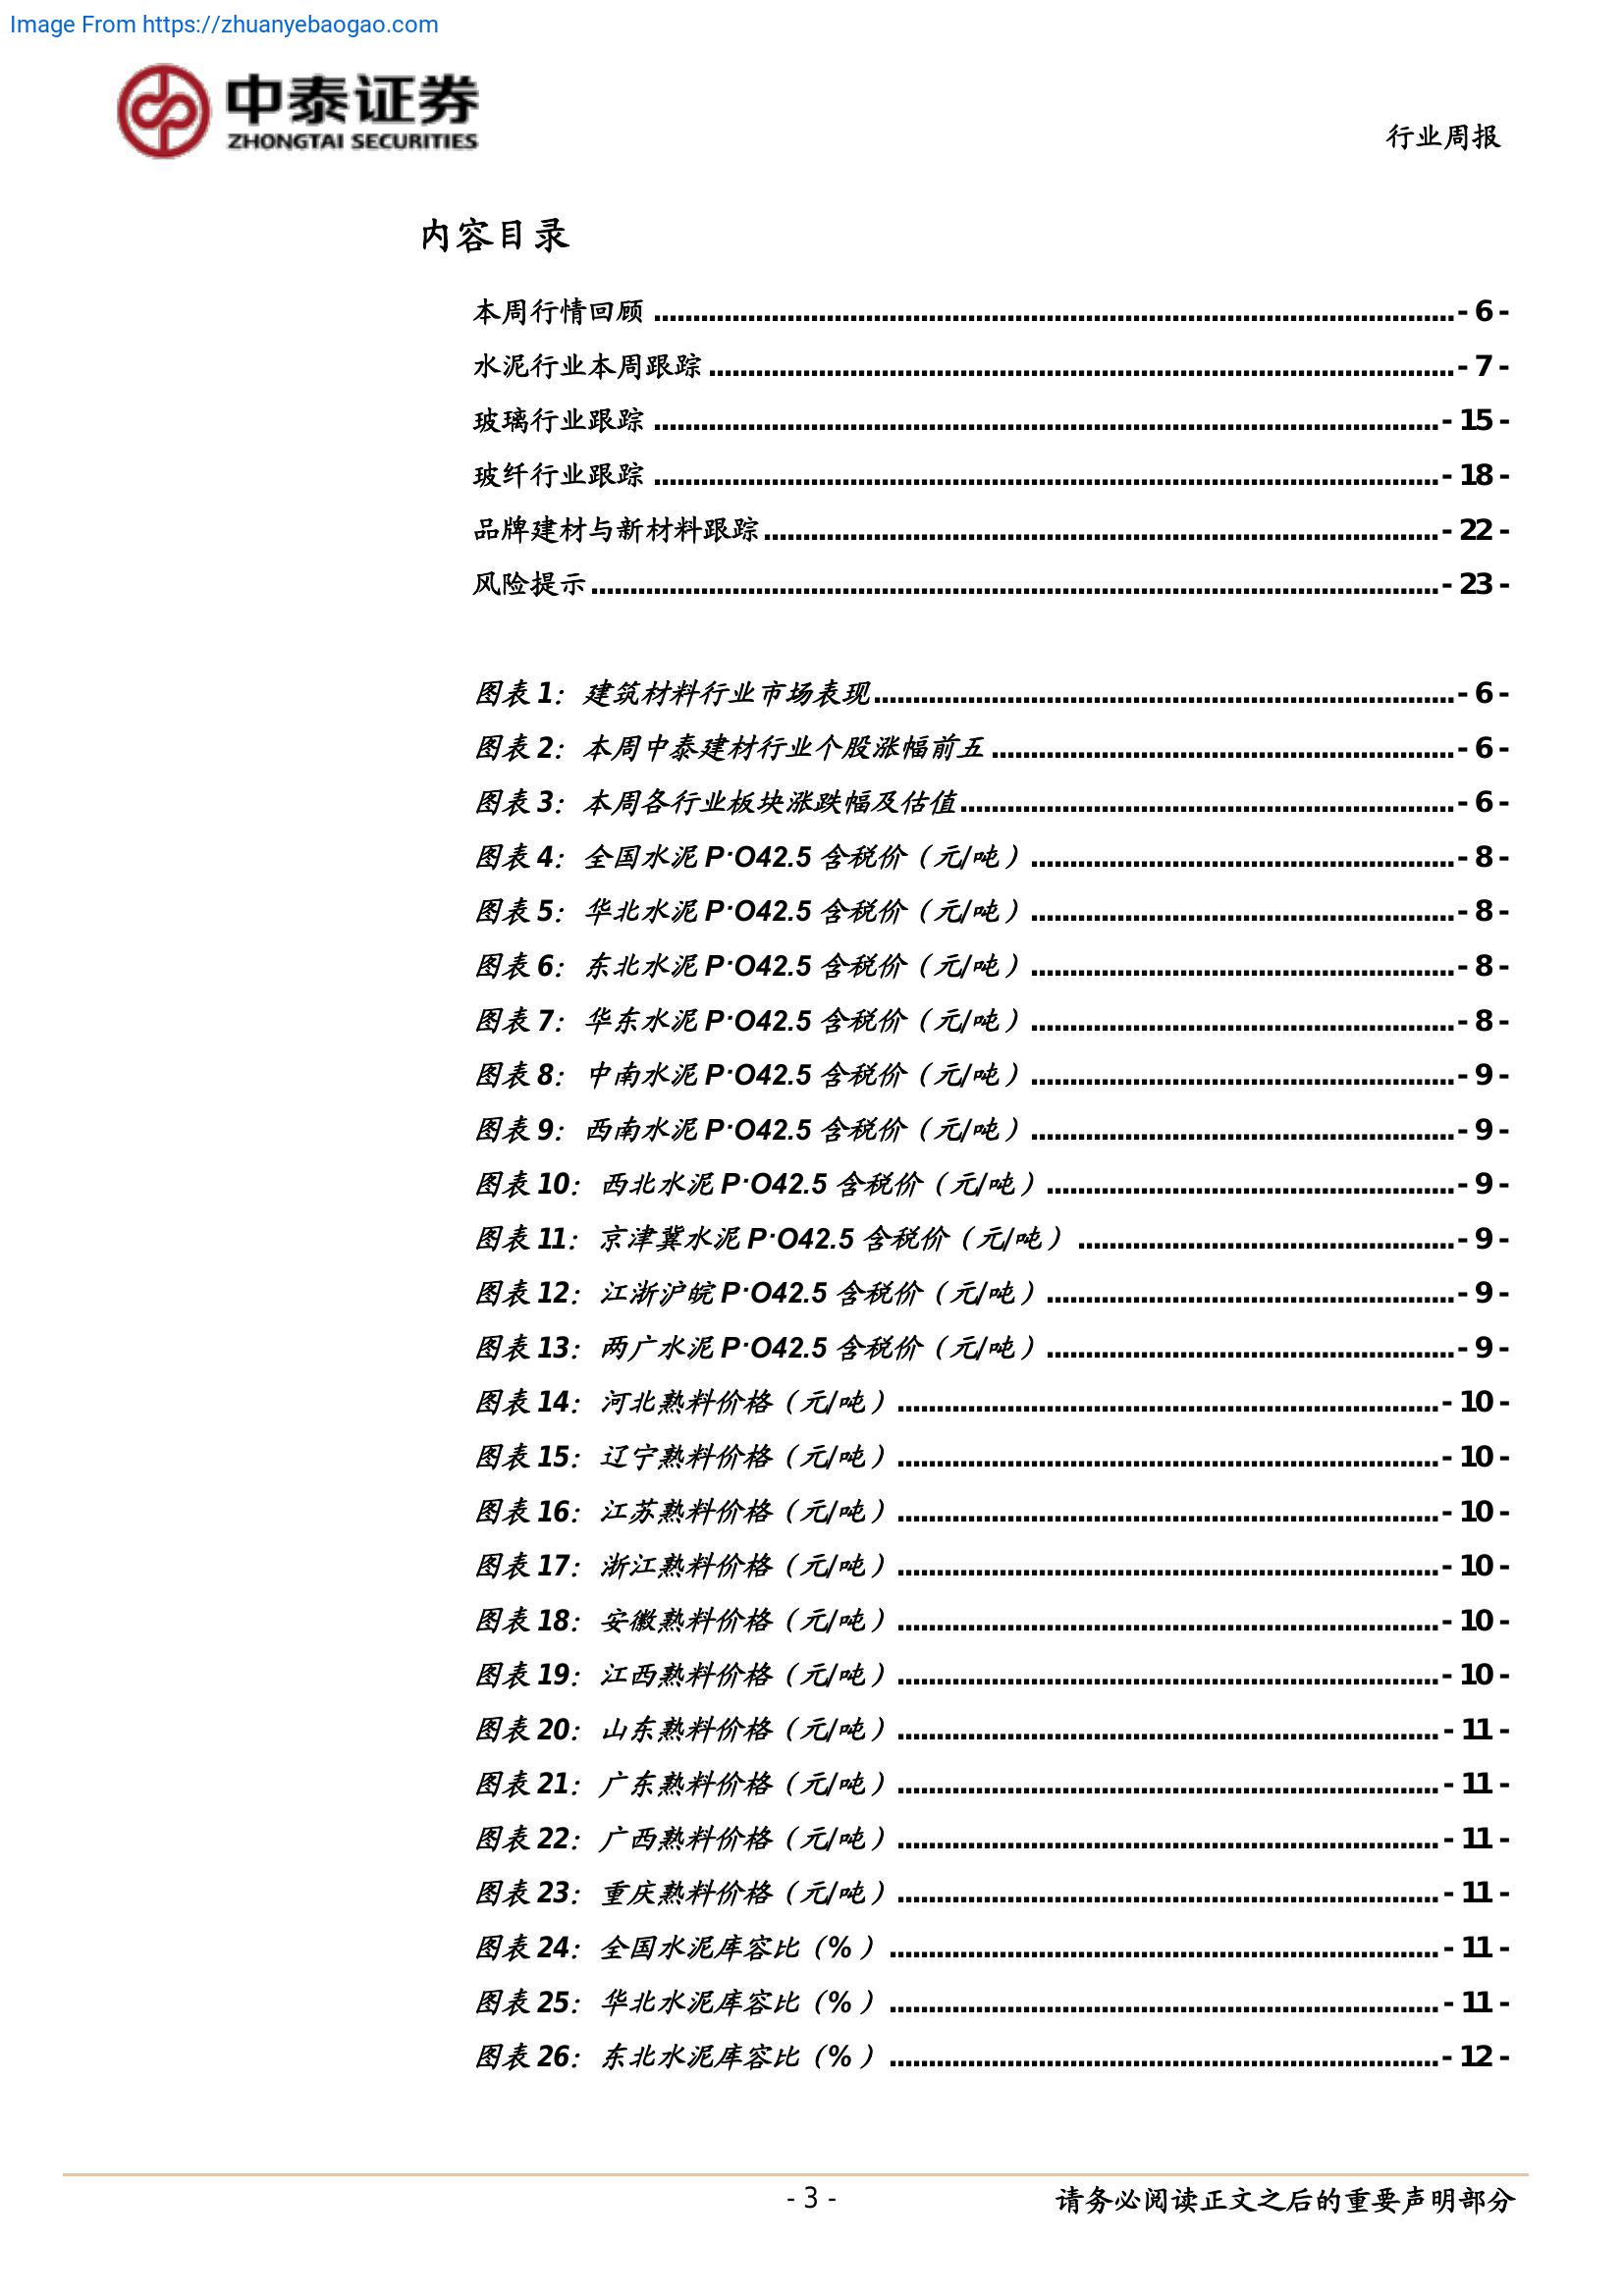 Image From https://zhuanyebaogao.com
中泰证券
ZHONGTAI SECURITIES
行业周报
内容目录
本周行情回顾 ........ - 6 -
水泥行业本周跟踪 ........ - 7 -
玻璃行业跟踪 ........ - 15 -
玻纤行业跟踪 ........ - 18 -
品牌建材与新材料跟踪 ........ - 22 -
风险提示 ........ - 23 -
图表 1：建筑材料行业市场表现 ........ - 6 -
图表 2：本周中泰建材行业个股涨幅前五 ........ - 6 -
图表 3：本周各行业板块涨跌幅及估值 ........ - 6 -
图表 4：全国水泥 P·O42.5 含税价（元/吨） ........ - 8 -
图表 5：华北水泥 P·O42.5 含税价（元/吨） ........ - 8 -
图表 6：东北水泥 P·O42.5 含税价（元/吨） ........ - 8 -
图表 7：华东水泥 P·O42.5 含税价（元/吨） ........ - 8 -
图表 8：中南水泥 P·O42.5 含税价（元/吨） ........ - 9 -
图表 9：西南水泥 P·O42.5 含税价（元/吨） ........ - 9 -
图表 10：西北水泥 P·O42.5 含税价（元/吨） ........ - 9 -
图表 11：京津冀水泥 P·O42.5 含税价（元/吨） ........ - 9 -
图表 12：江浙沪皖 P·O42.5 含税价（元/吨） ........ - 9 -
图表 13：两广水泥 P·O42.5 含税价（元/吨） ........ - 9 -
图表 14：河北熟料价格（元/吨） ........ - 10 -
图表 15：辽宁熟料价格（元/吨） ........ - 10 -
图表 16：江苏熟料价格（元/吨） ........ - 10 -
图表 17：浙江熟料价格（元/吨） ........ - 10 -
图表 18：安徽熟料价格（元/吨） ........ - 10 -
图表 19：江西熟料价格（元/吨） ........ - 10 -
图表 20：山东熟料价格（元/吨） ........ - 11 -
图表 21：广东熟料价格（元/吨） ........ - 11 -
图表 22：广西熟料价格（元/吨） ........ - 11 -
图表 23：重庆熟料价格（元/吨） ........ - 11 -
图表 24：全国水泥库容比（%） ........ - 11 -
图表 25：华北水泥库容比（%） ........ - 11 -
图表 26：东北水泥库容比（%） ........ - 12 -
- 3 -
请务必阅读正文之后的重要声明部分